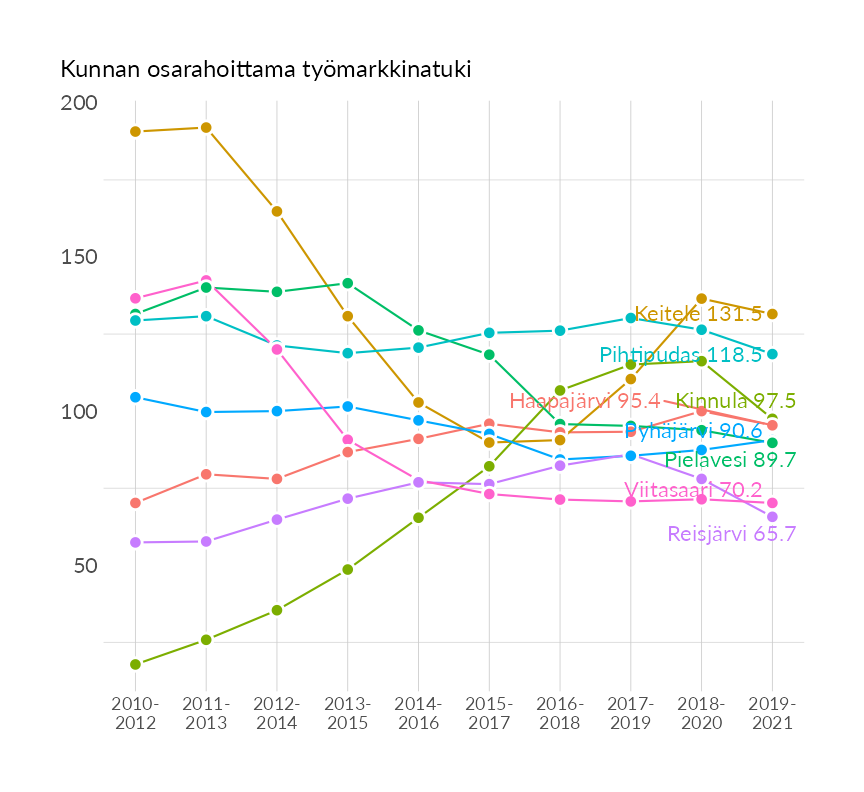 Kunnan osarahoittama työmarkkinatuki
200
150
100
50
Keitele 131.5
Pihtipudas 118.5
Haapajärvi 95.4
Kinnula 97.5
Pyhäjärvi 90.6
Pielavesi 89.7
Viitasaari 70.2
Reisjärvi 65.7
2010-
2012
2011-
2013
2012-
2014
2013-
2015
2014-
2016
2015-
2017
2016-
2018
2017-
2019
2018-
2020
2019-
2021